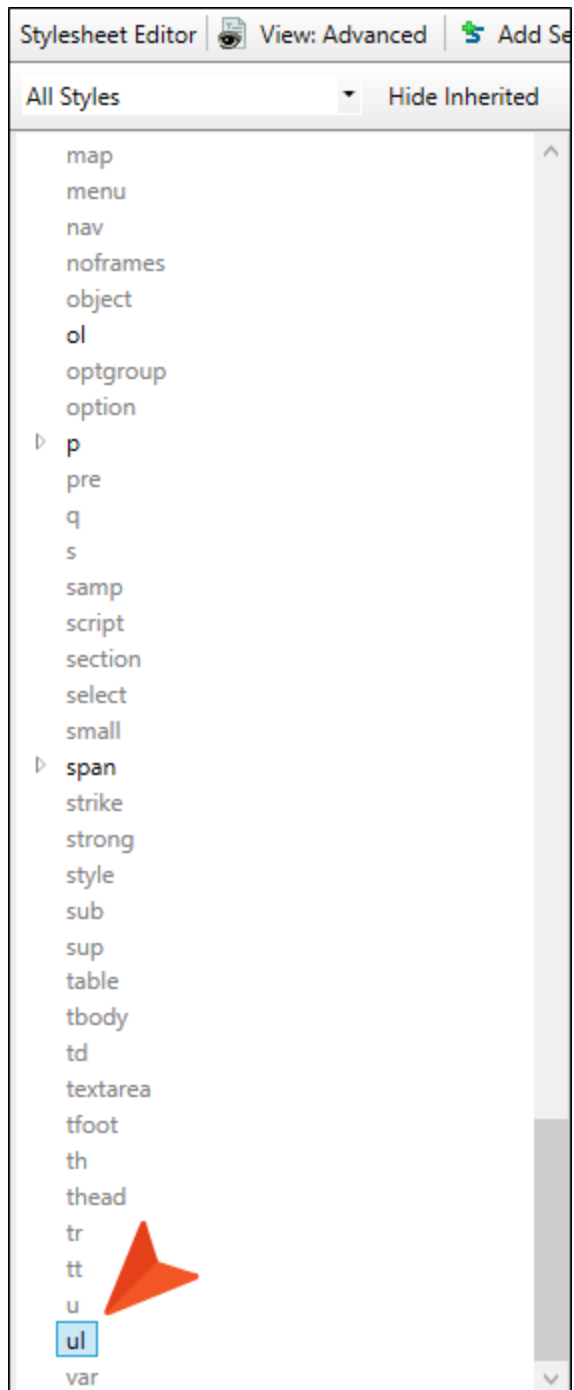 Stylesheet Editor View: Advanced Add Se
All Styles Hide Inherited
map
menu
nav
noframes
object
ol
optgroup
option
p
pre
q
s
samp
script
section
select
small
span
strike
strong
style
sub
sup
table
tbody
td
textarea
tfoot
th
thead
tr
tt
u
ul
var